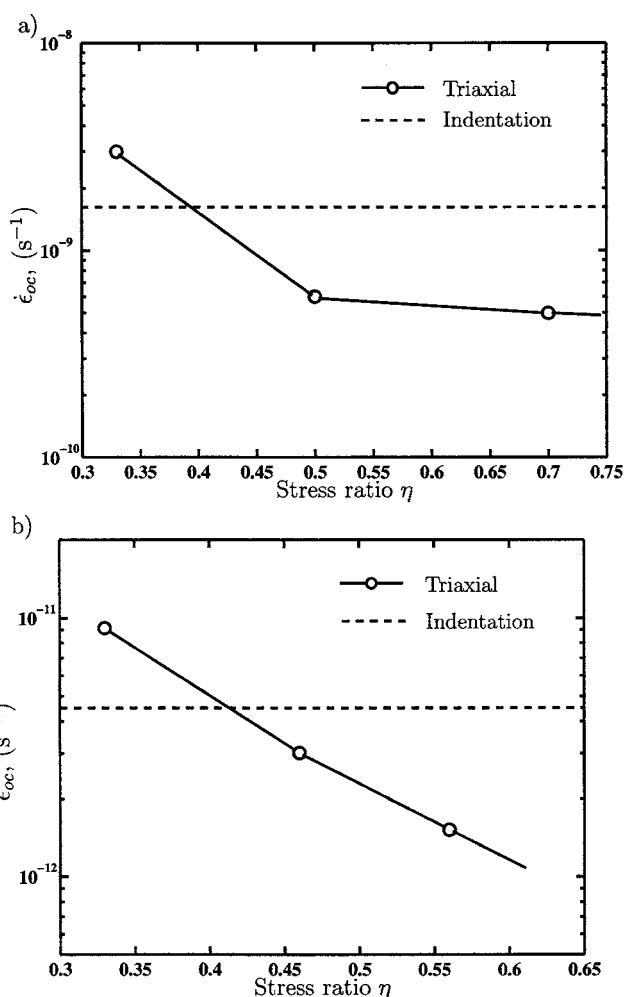 a)
10⁻⁸
Triaxial
Indentation
ε̇oc, (s⁻¹)
10⁻⁹
10⁻¹⁰
0.3 0.35 0.4 0.45 0.5 0.55 0.6 0.65 0.7 0.75
Stress ratio η
b)
Triaxial
10⁻¹¹
Indentation
ϵoc, (s⁻
10⁻¹²
0.3 0.35 0.4 0.45 0.5 0.55 0.6 0.65
Stress ratio η